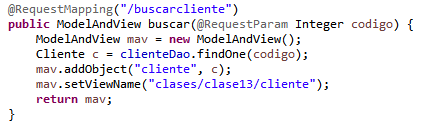 @RequestMapping("/buscarcliente")
public ModelAndView buscar(@RequestParam Integer codigo) {
    ModelAndView mav = new ModelAndView();
    Cliente c = clienteDao.findOne(codigo);
    mav.addObject("cliente", c);
    mav.setViewName("clases/clase13/cliente");
    return mav;
}